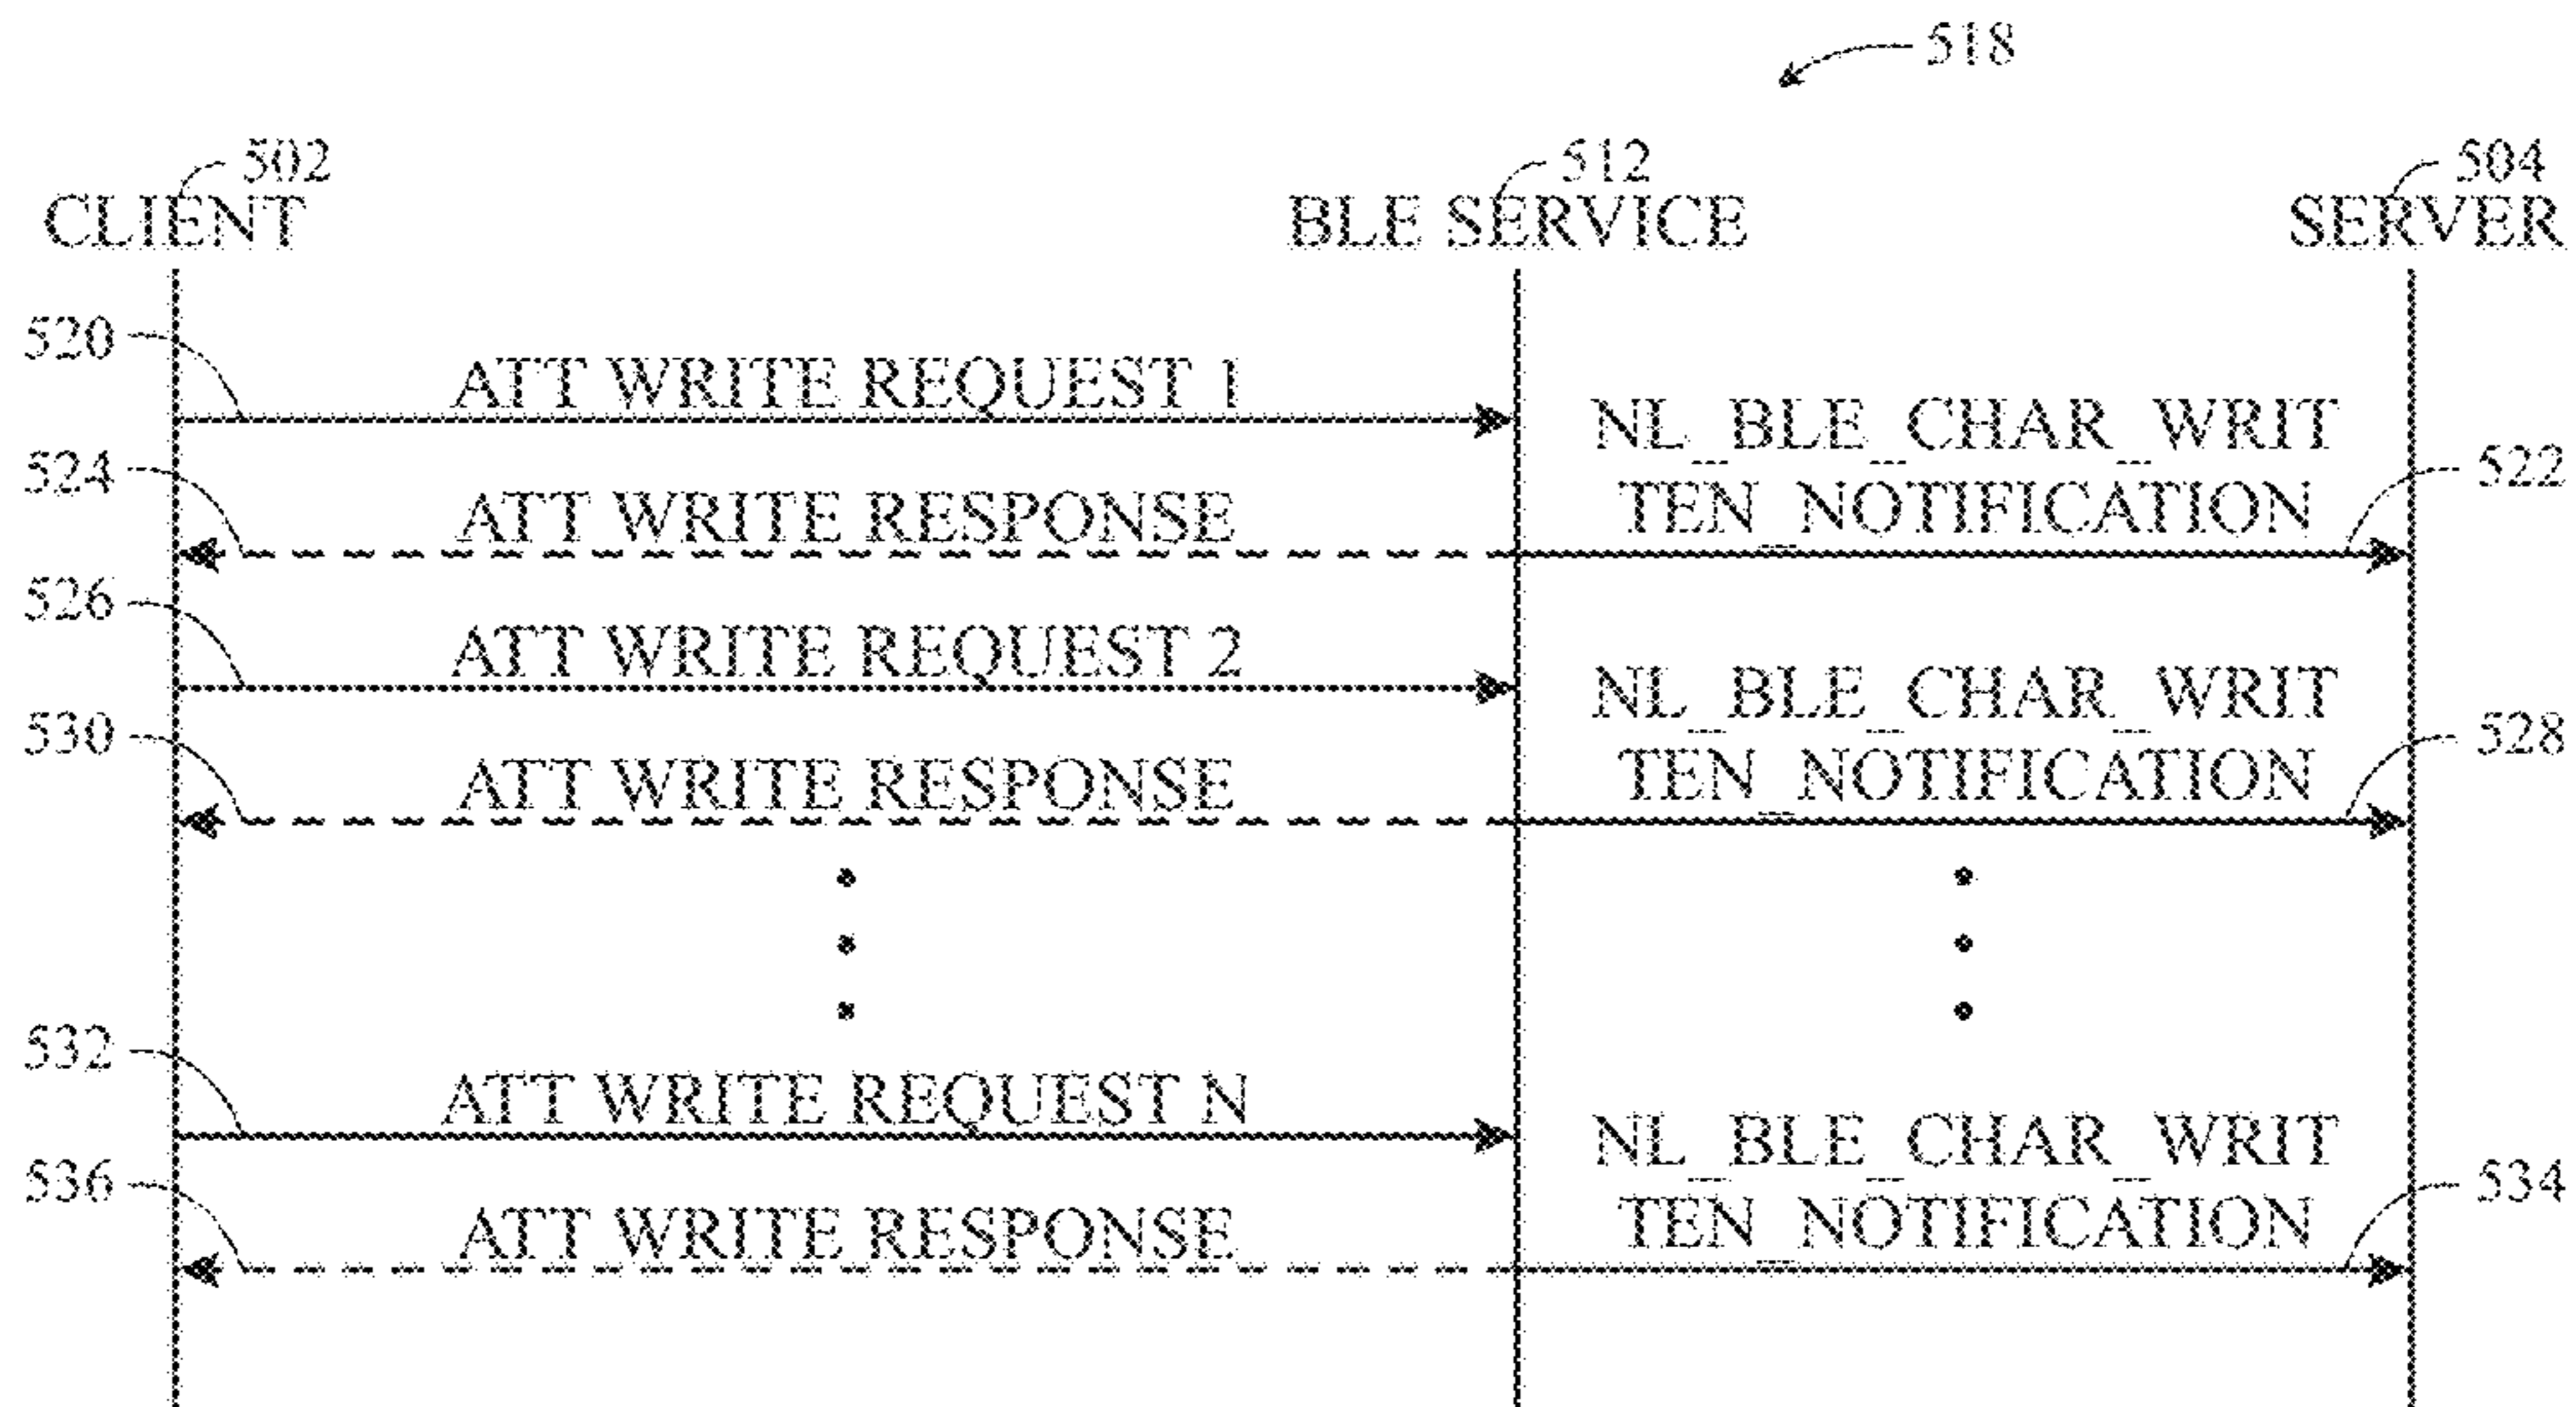 518
502
512
504
CLIENT
BLE SERVICE
SERVER
520
ATT WRITE REQUEST 1
NL_BLE_CHAR_WRIT
524
ATT WRITE RESPONSE
TEN_NOTIFICATION
522
526
ATT WRITE REQUEST 2
NL_BLE_CHAR_WRIT
530
ATT WRITE RESPONSE
TEN_NOTIFICATION
528
532
ATT WRITE REQUEST N
NL_BLE_CHAR_WRIT
536
ATT WRITE RESPONSE
TEN_NOTIFICATION
534